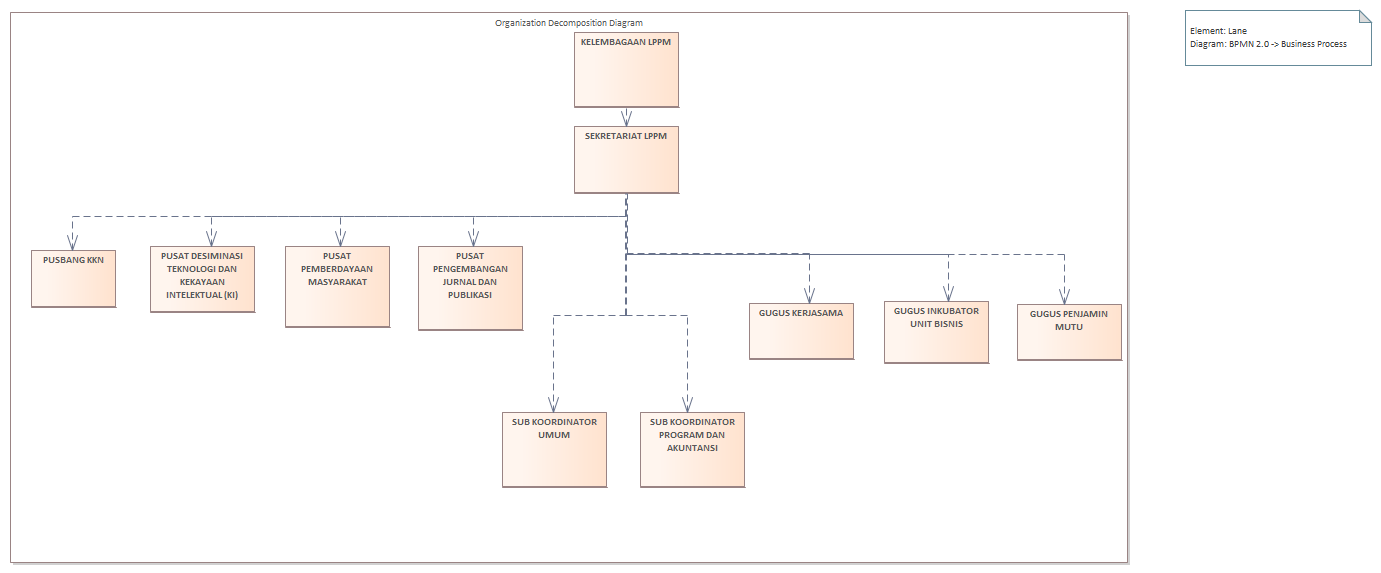 Organization Decomposition Diagram
KELEMBAGAAN LPPM
SEKRETARIAT LPPM
PUSBANG KKN
PUSAT DESIMINASI
TEKNOLOGI DAN
KEKAYAAN
INTELEKTUAL (KI)
PUSAT
PEMBERDAYAAN
MASYARAKAT
PUSAT
PENGEMBANGAN
JURNAL DAN
PUBLIKASI
GUGUS KERJASAMA
GUGUS INKUBATOR
UNIT BISNIS
GUGUS PENJAMIN
MUTU
SUB KOORDINATOR
UMUM
SUB KOORDINATOR
PROGRAM DAN
AKUNTANSI
Element: Lane
Diagram: BPMN 2.0 -> Business Process